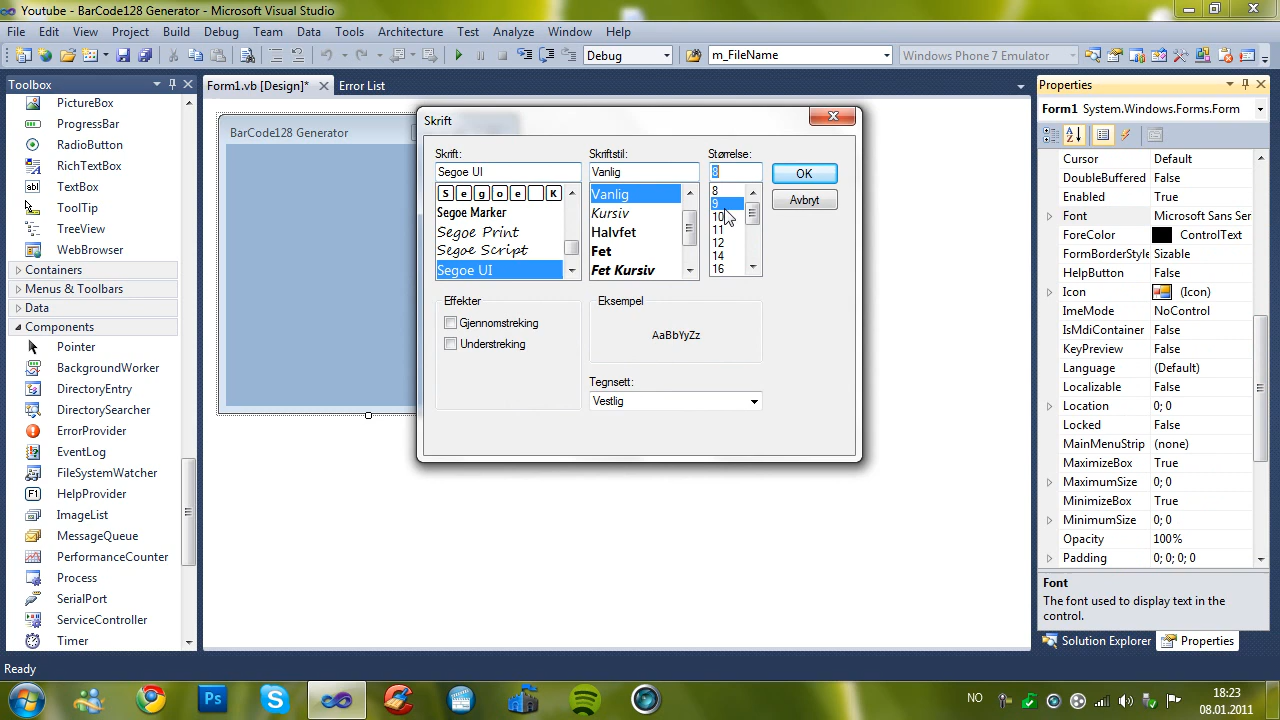 Youtube - BarCode128 Generator - Microsoft Visual Studio
File Edit View Project Build Debug Team Data Tools Architecture Test Analyze Window Help
Debug m_FileName Windows Phone 7 Emulator
Toolbox
PictureBox
ProgressBar
RadioButton
RichTextBox
TextBox
ToolTip
TreeView
WebBrowser
Containers
Menus & Toolbars
Data
Components
Pointer
BackgroundWorker
DirectoryEntry
DirectorySearcher
ErrorProvider
EventLog
FileSystemWatcher
HelpProvider
ImageList
MessageQueue
PerformanceCounter
Process
SerialPort
ServiceController
Timer
Form1.vb [Design]* Error List
BarCode128 Generator
Skrift
Skrift: Skriftstil: Størrelse:
Segoe UI Vanlig 8
Segoe K
Segoe Marker
Segoe Print
Segoe Script
Segoe UI
Vanlig
Kursiv
Halvfet
Fet
Fet Kursiv
8
9
10
11
12
14
16
OK
Avbryt
Effekter
Gjennomstreking
Understreking
Eksempel
AaBbYyZz
Tegnsett:
Vestlig
Properties
Form1 System.Windows.Forms.Form
Cursor Default
DoubleBuffered False
Enabled True
Font Microsoft Sans Ser
ForeColor ControlText
FormBorderStyle Sizable
HelpButton False
Icon (Icon)
ImeMode NoControl
IsMdiContainer False
KeyPreview False
Language (Default)
Localizable False
Location 0; 0
Locked False
MainMenuStrip (none)
MaximizeBox True
MaximumSize 0; 0
MinimizeBox True
MinimumSize 0; 0
Opacity 100%
Padding 0; 0; 0; 0
Font
The font used to display text in the
control.
Solution Explorer Properties
Ready
Ps
NO
18:23
08.01.2011